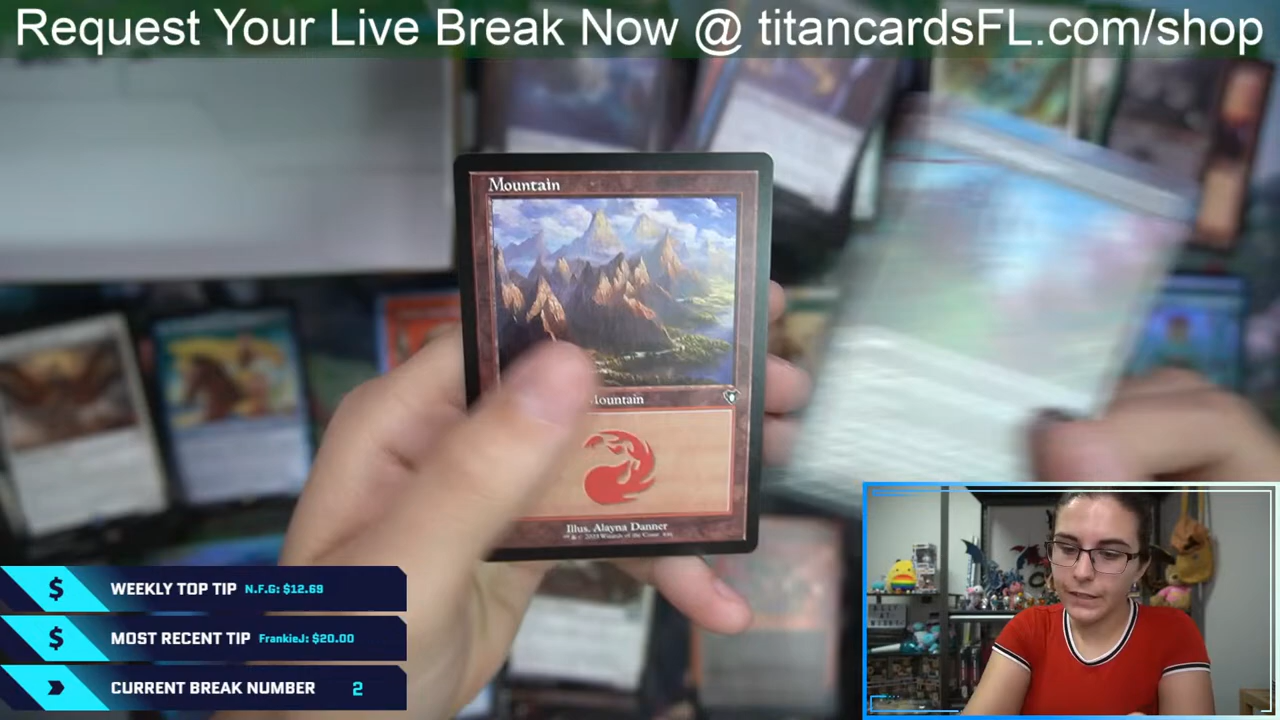 Request Your Live Break Now @ titancardsFL.com/shop
Mountain
Mountain
Illus. Alayna Danner
WEEKLY TOP TIP N.F.G: $12.69
MOST RECENT TIP FrankieJ: $20.00
CURRENT BREAK NUMBER 2